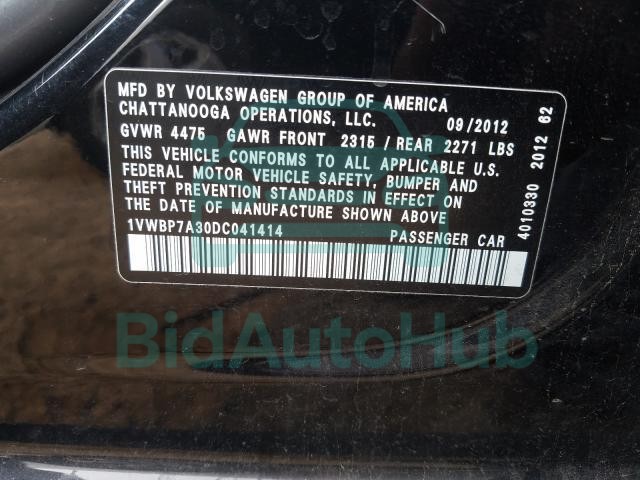 MFD BY VOLKSWAGEN GROUP OF AMERICA
CHATTANOOGA OPERATIONS, LLC. 09/2012
GVWR 4475 GAWR FRONT 2315 / REAR 2271 LBS
THIS VEHICLE CONFORMS TO ALL APPLICABLE U.S.
FEDERAL MOTOR VEHICLE SAFETY, BUMPER AND
THEFT PREVENTION STANDARDS IN EFFECT ON
THE DATE OF MANUFACTURE SHOWN ABOVE
1VWBP7A30DC041414 PASSENGER CAR
4010330 2012 62
BidAutoHub